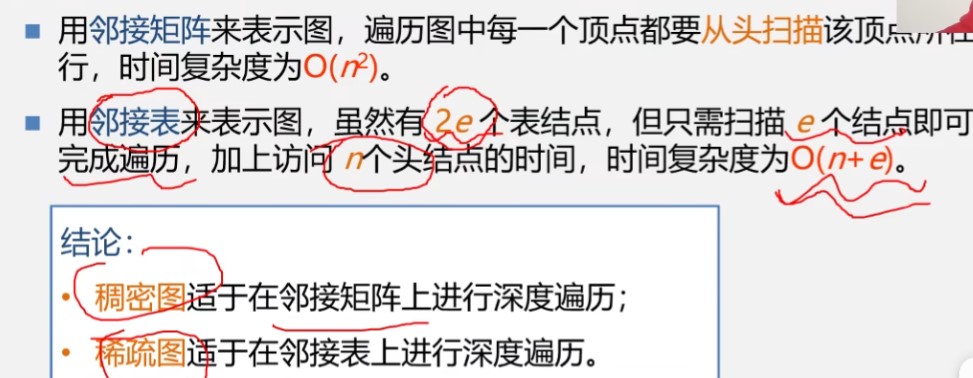 用邻接矩阵来表示图，遍历图中每一个顶点都要从头扫描该顶点所在
行，时间复杂度为O(n²)。
用邻接表来表示图，虽然有 2e 个表结点，但只需扫描 e 个结点即可
完成遍历，加上访问 n个头结点的时间，时间复杂度为O(n+e)。
结论：
• 稠密图适于在邻接矩阵上进行深度遍历；
• 稀疏图适于在邻接表上进行深度遍历。